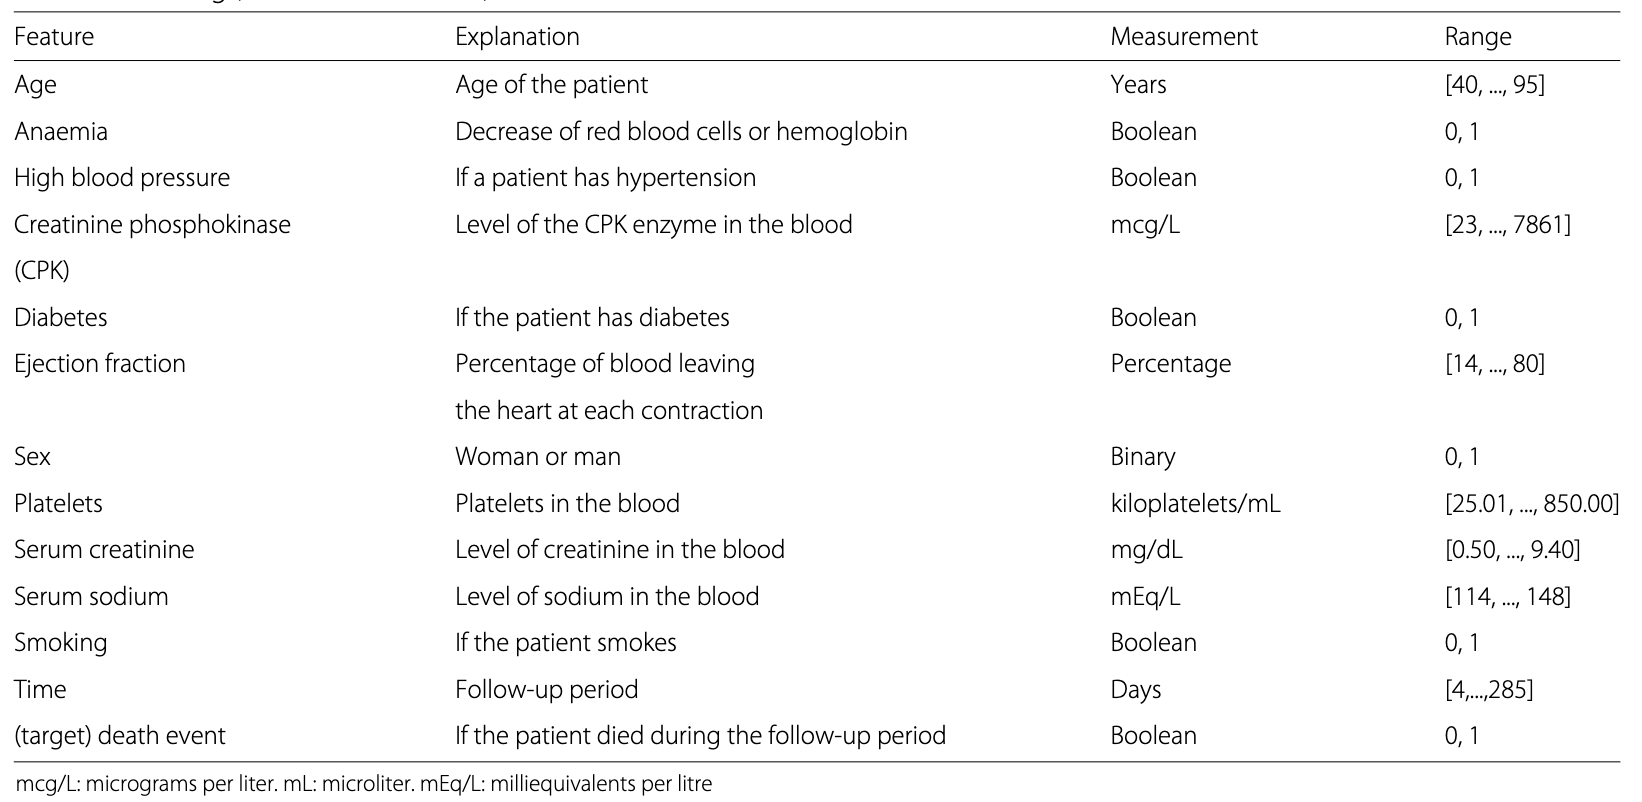 Feature Explanation Measurement Range
Age Age of the patient Years [40, ..., 95]
Anaemia Decrease of red blood cells or hemoglobin Boolean 0, 1
High blood pressure If a patient has hypertension Boolean 0, 1
Creatinine phosphokinase Level of the CPK enzyme in the blood mcg/L [23, ..., 7861]
(CPK)
Diabetes If the patient has diabetes Boolean 0, 1
Ejection fraction Percentage of blood leaving Percentage [14, ..., 80]
the heart at each contraction
Sex Woman or man Binary 0, 1
Platelets Platelets in the blood kiloplatelets/mL [25.01, ..., 850.00]
Serum creatinine Level of creatinine in the blood mg/dL [0.50, ..., 9.40]
Serum sodium Level of sodium in the blood mEq/L [114, ..., 148]
Smoking If the patient smokes Boolean 0, 1
Time Follow-up period Days [4,...,285]
(target) death event If the patient died during the follow-up period Boolean 0, 1
mcg/L: micrograms per liter. mL: microliter. mEq/L: milliequivalents per litre